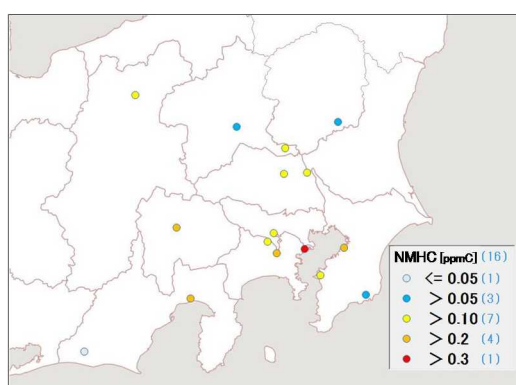 NMHC [ppmC] (16)
<= 0.05 (1)
> 0.05 (3)
> 0.10 (7)
> 0.2 (4)
> 0.3 (1)